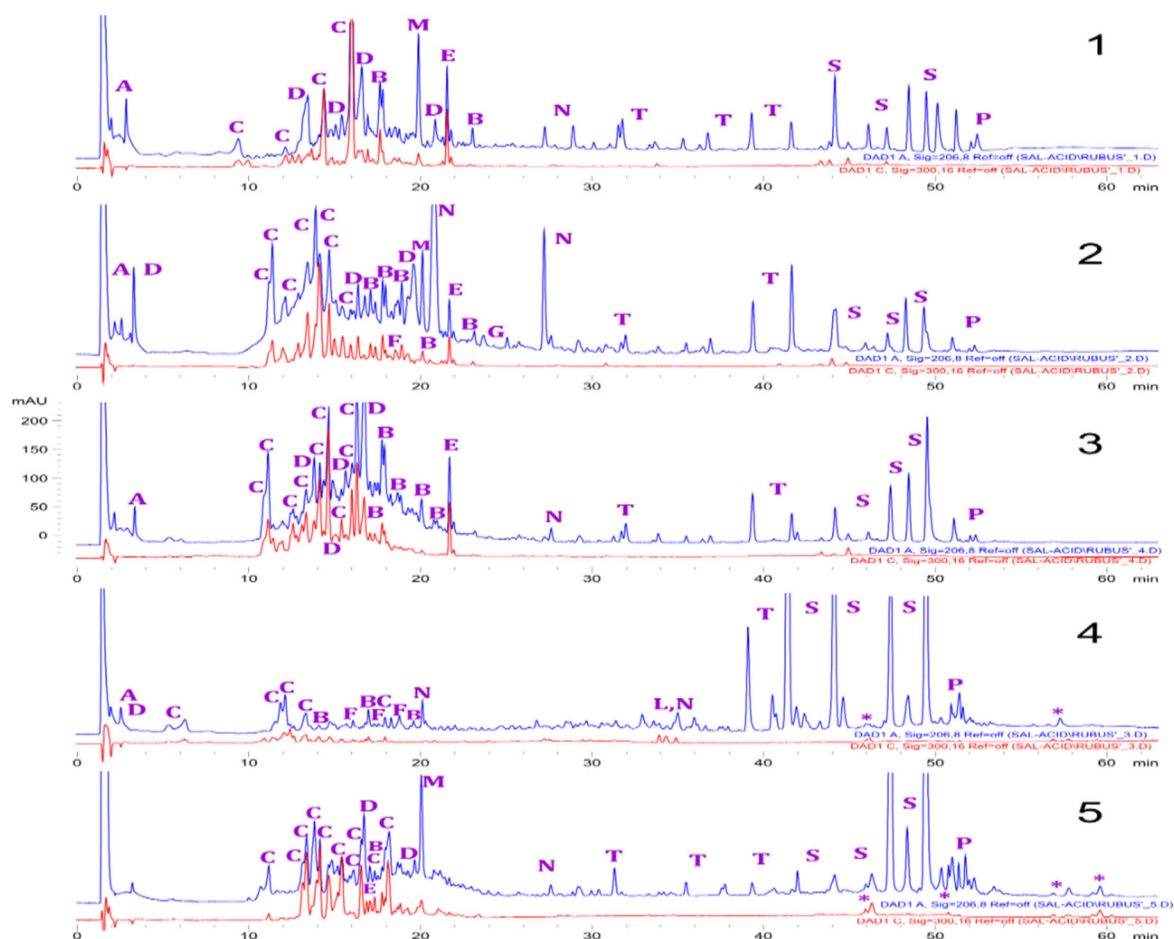 1
A C C D C D C D B M D E B N T T T S S S P
DAD1 A, Sig=206,8 Ref=off (SAL-ACID\RUBUS'_1.D)
DAD1 C, Sig=300,16 Ref=off (SAL-ACID\RUBUS'_1.D)
0 10 20 30 40 50 60 min
2
A D C C C C C C C D B B F B D M B N E B G N T T S S S P
DAD1 A, Sig=206,8 Ref=off (SAL-ACID\RUBUS'_2.D)
DAD1 C, Sig=300,16 Ref=off (SAL-ACID\RUBUS'_2.D)
0 10 20 30 40 50 60 min
mAU
200
150
100
50
0
3
A C C C C D C C D D C C C D B B B B B E N T T S S S P
DAD1 A, Sig=206,8 Ref=off (SAL-ACID\RUBUS'_4.D)
DAD1 C, Sig=300,16 Ref=off (SAL-ACID\RUBUS'_4.D)
0 10 20 30 40 50 60 min
4
A D C C C C B F B F C F B N L,N T S S * S P *
DAD1 A, Sig=206,8 Ref=off (SAL-ACID\RUBUS'_3.D)
DAD1 C, Sig=300,16 Ref=off (SAL-ACID\RUBUS'_3.D)
0 10 20 30 40 50 60 min
5
C C C C C C C C D E B C C D M N T T T S S * S * P * *
DAD1 A, Sig=206,8 Ref=off (SAL-ACID\RUBUS'_5.D)
DAD1 C, Sig=300,16 Ref=off (SAL-ACID\RUBUS'_5.D)
0 10 20 30 40 50 60 min